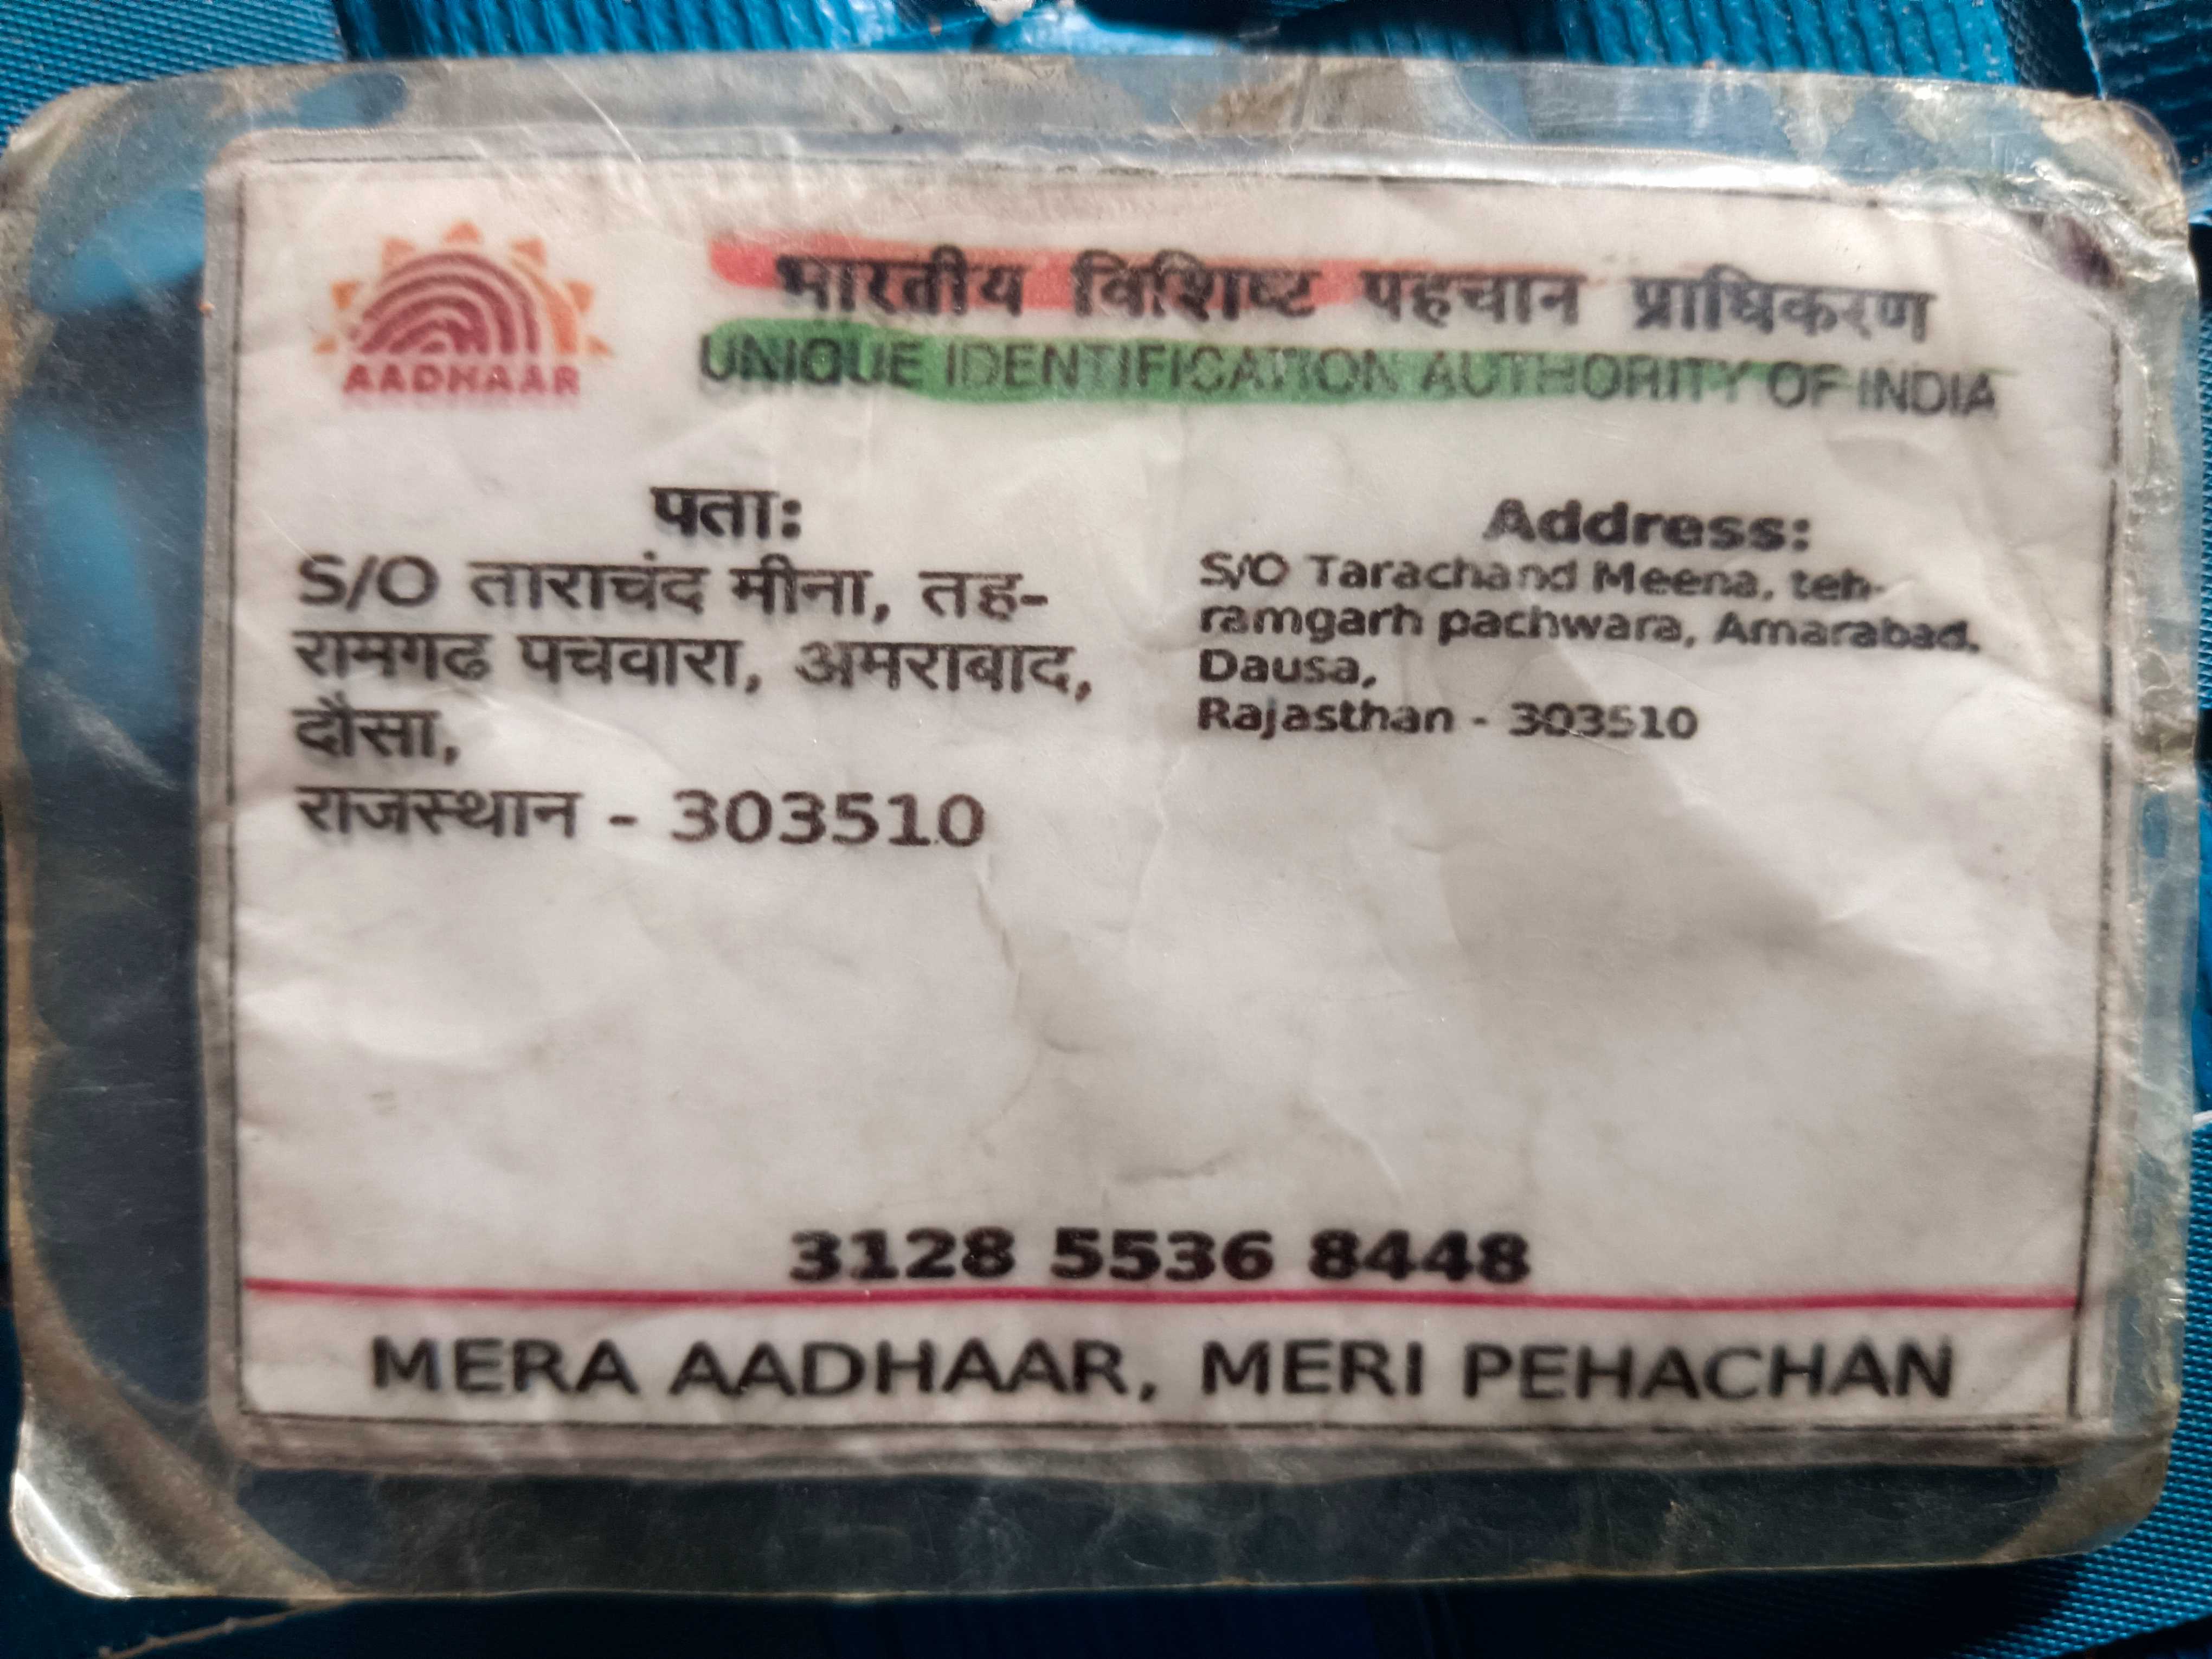 AADHAAR
भारतीय विशिष्ट पहचान प्राधिकरण
UNIQUE IDENTIFICATION AUTHORITY OF INDIA
पताः
S/O ताराचंद मीना, तह-
रामगढ पचवारा, अमराबाद,
दौसा,
राजस्थान - 303510
Address:
S/O Tarachand Meena, teh-
ramgarh pachwara, Amarabad,
Dausa,
Rajasthan - 303510
3128 5536 8448
MERA AADHAAR, MERI PEHACHAN